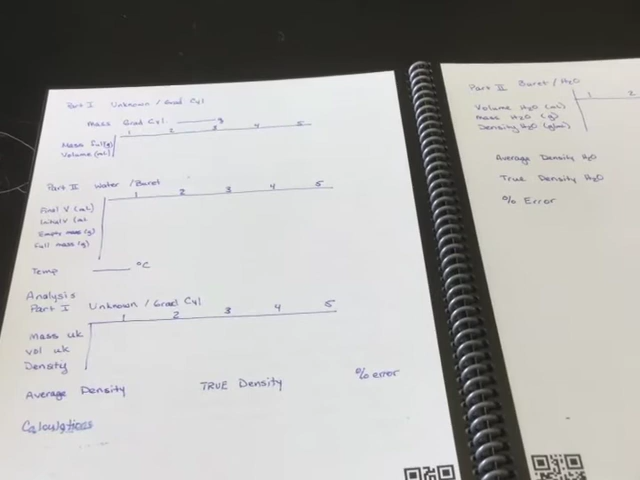 Part I Unknown / Grad Cyl
Mass Grad Cyl. ______ g
1 2 3 4 5
Mass Full(g)
Volume (mL)
Part II Water / Buret
1 2 3 4 5
Final V (mL)
Initial V (mL
Empty mass (g)
Full mass (g)
Temp ______ °C
Analysis
Part I Unknown / Grad Cyl
1 2 3 4 5
Mass uk
vol uk
Density
Average Density TRUE Density % error
Calculations
Part II Buret / H2O
1 2
Volume H2O (mL)
Mass H2O (g)
Density H2O (g/mL)
Average Density H2O
True Density H2O
% Error